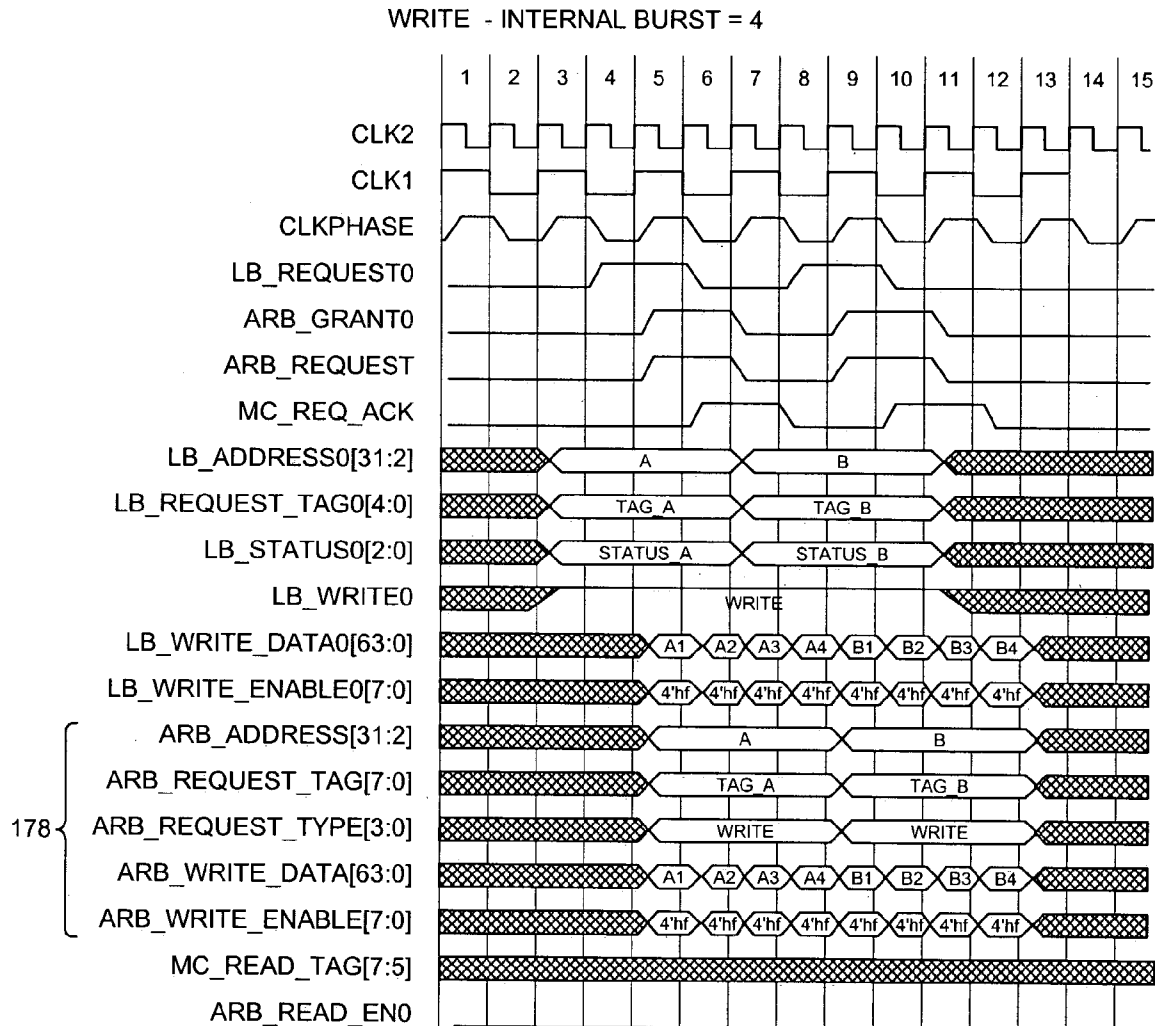 WRITE - INTERNAL BURST = 4
1 2 3 4 5 6 7 8 9 10 11 12 13 14 15
CLK2
CLK1
CLKPHASE
LB_REQUEST0
ARB_GRANT0
ARB_REQUEST
MC_REQ_ACK
LB_ADDRESS0[31:2] A B
LB_REQUEST_TAG0[4:0] TAG_A TAG_B
LB_STATUS0[2:0] STATUS_A STATUS_B
LB_WRITE0 WRITE
LB_WRITE_DATA0[63:0] A1 A2 A3 A4 B1 B2 B3 B4
LB_WRITE_ENABLE0[7:0] 4'hf 4'hf 4'hf 4'hf 4'hf 4'hf 4'hf 4'hf
ARB_ADDRESS[31:2] A B
ARB_REQUEST_TAG[7:0] TAG_A TAG_B
178 ARB_REQUEST_TYPE[3:0] WRITE WRITE
ARB_WRITE_DATA[63:0] A1 A2 A3 A4 B1 B2 B3 B4
ARB_WRITE_ENABLE[7:0] 4'hf 4'hf 4'hf 4'hf 4'hf 4'hf 4'hf 4'hf
MC_READ_TAG[7:5]
ARB_READ_EN0